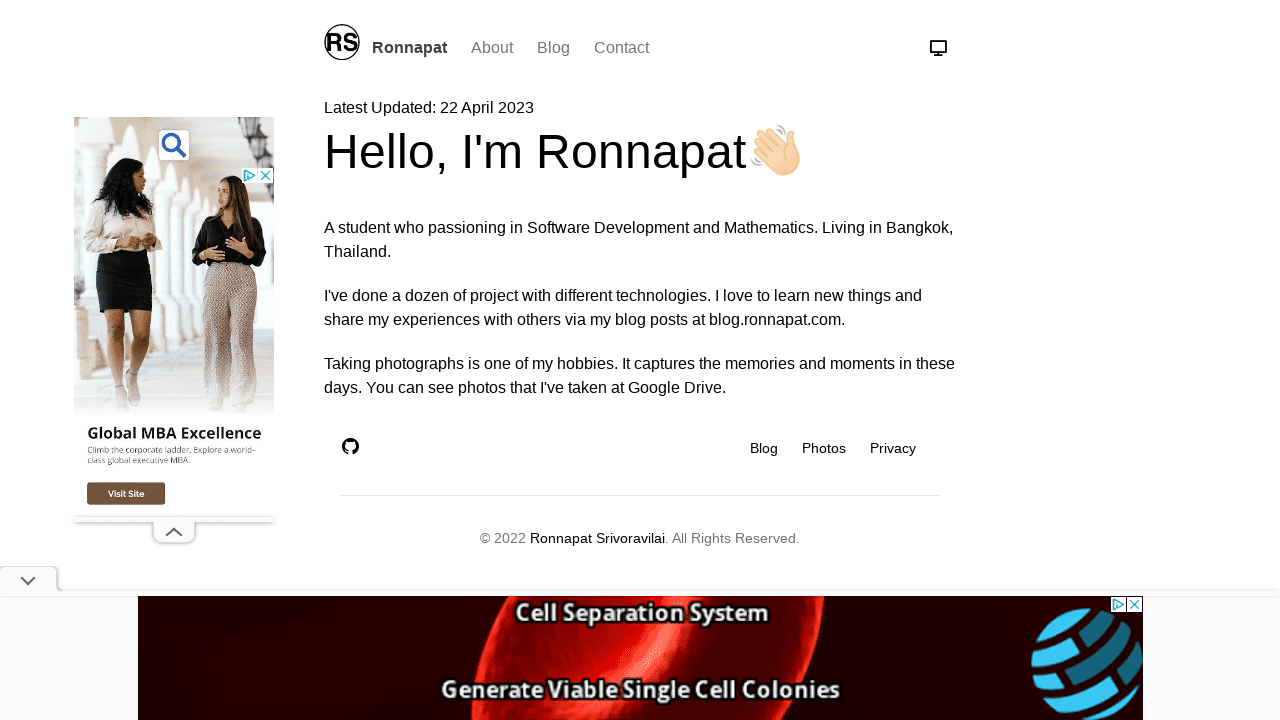 RS
Ronnapat About Blog Contact
Latest Updated: 22 April 2023
Hello, I'm Ronnapat
A student who passioning in Software Development and Mathematics. Living in Bangkok,
Thailand.
I've done a dozen of project with different technologies. I love to learn new things and
share my experiences with others via my blog posts at blog.ronnapat.com.
Taking photographs is one of my hobbies. It captures the memories and moments in these
days. You can see photos that I've taken at Google Drive.
Blog Photos Privacy
© 2022 Ronnapat Srivoravilai. All Rights Reserved.
Global MBA Excellence
Climb the corporate ladder. Explore a world-
class global executive MBA.
Visit Site
Cell Separation System
Generate Viable Single Cell Colonies